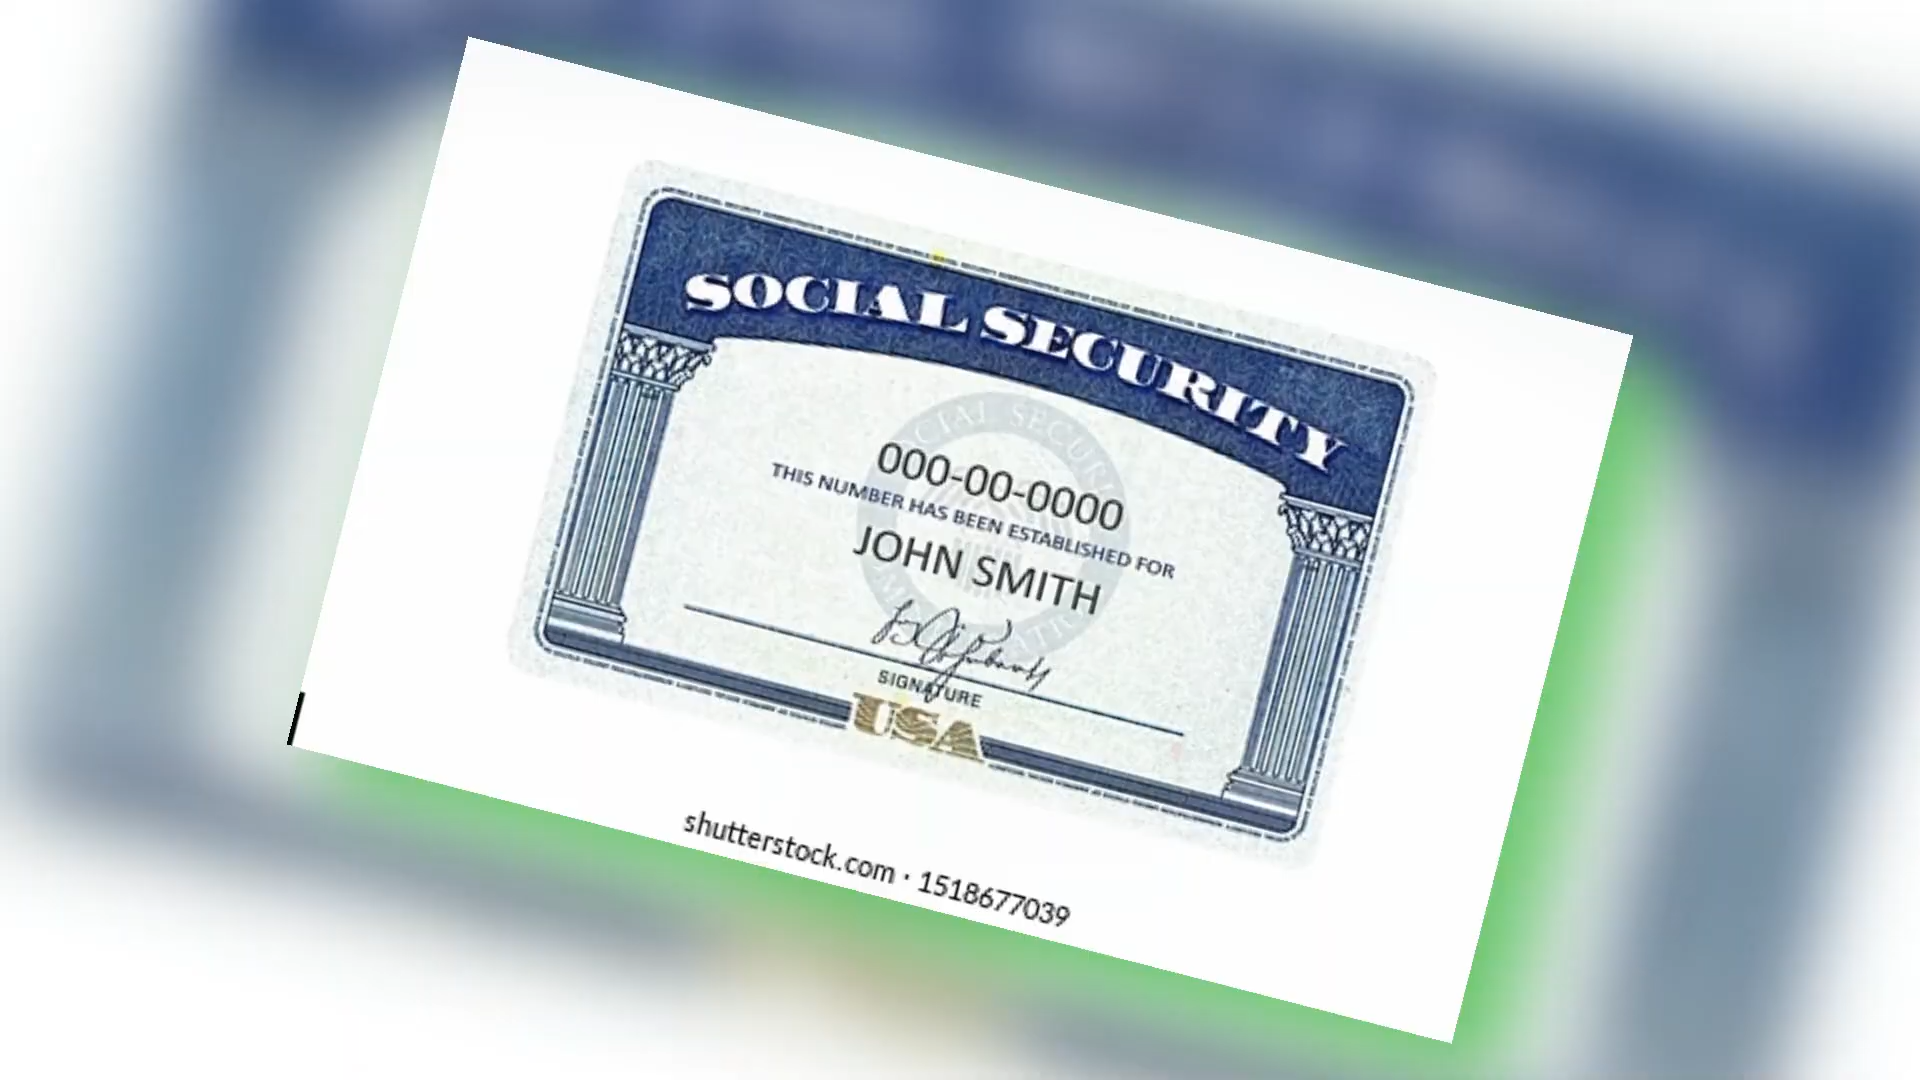 SOCIAL SECURITY
000-00-0000
THIS NUMBER HAS BEEN ESTABLISHED FOR
JOHN SMITH
SIGNATURE
USA
shutterstock.com · 1518677039